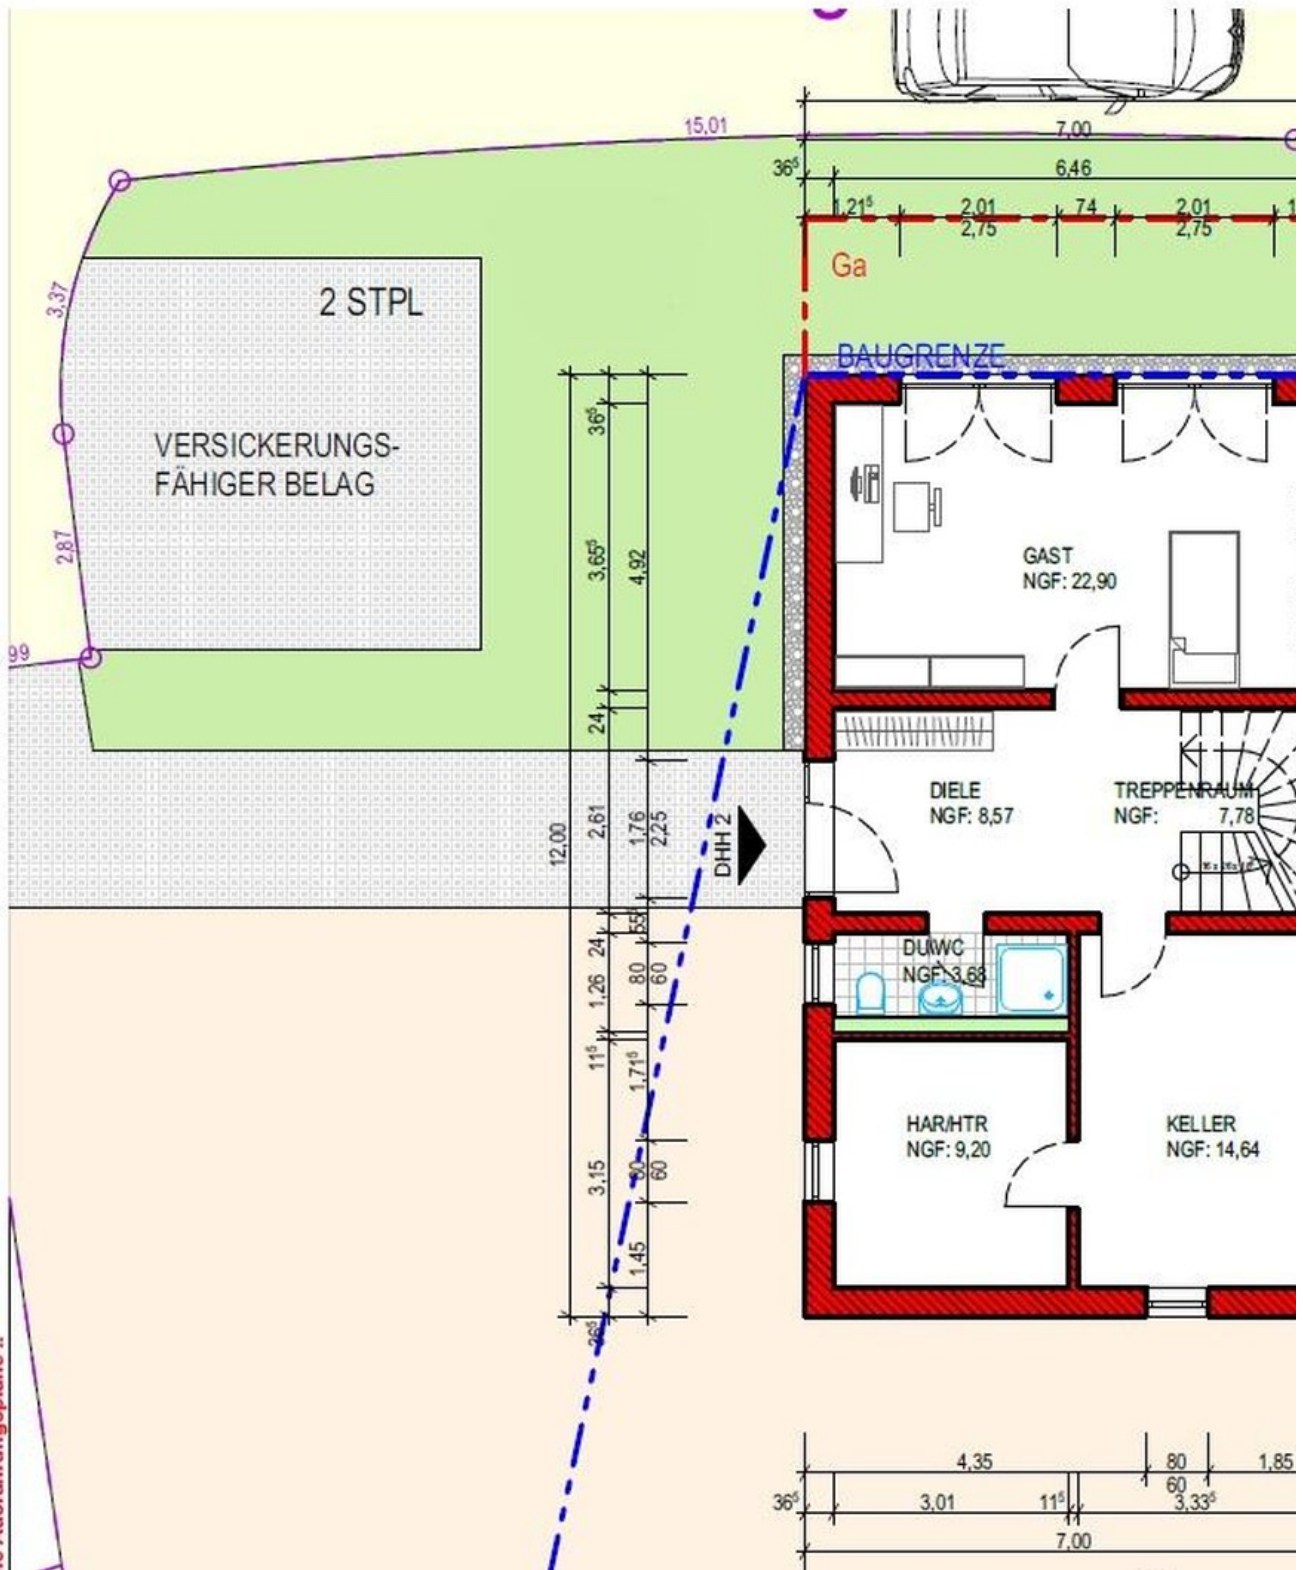 15,01
7,00
36⁵
6,46
1,21⁵
2,01
74
2,01
2,75
2,75
Ga
3,37
2 STPL
BAUGRENZE
36⁵
VERSICKERUNGS-
FÄHIGER BELAG
2,87
3,65⁵
4,92
GAST
NGF: 22,90
99
24
DIELE
NGF: 8,57
TREPPENRAUM
NGF: 7,78
12,00
2,61
1,76
2,25
DHH 2
55⁵
24
DU/WC
NGF: 3,68
1,26
80
60
11⁵
1,71⁵
HAR/HTR
NGF: 9,20
KELLER
NGF: 14,64
3,15
80
60
1,45
36⁵
4,35
80
60
1,85
36⁵
3,01
11⁵
3,33⁵
7,00